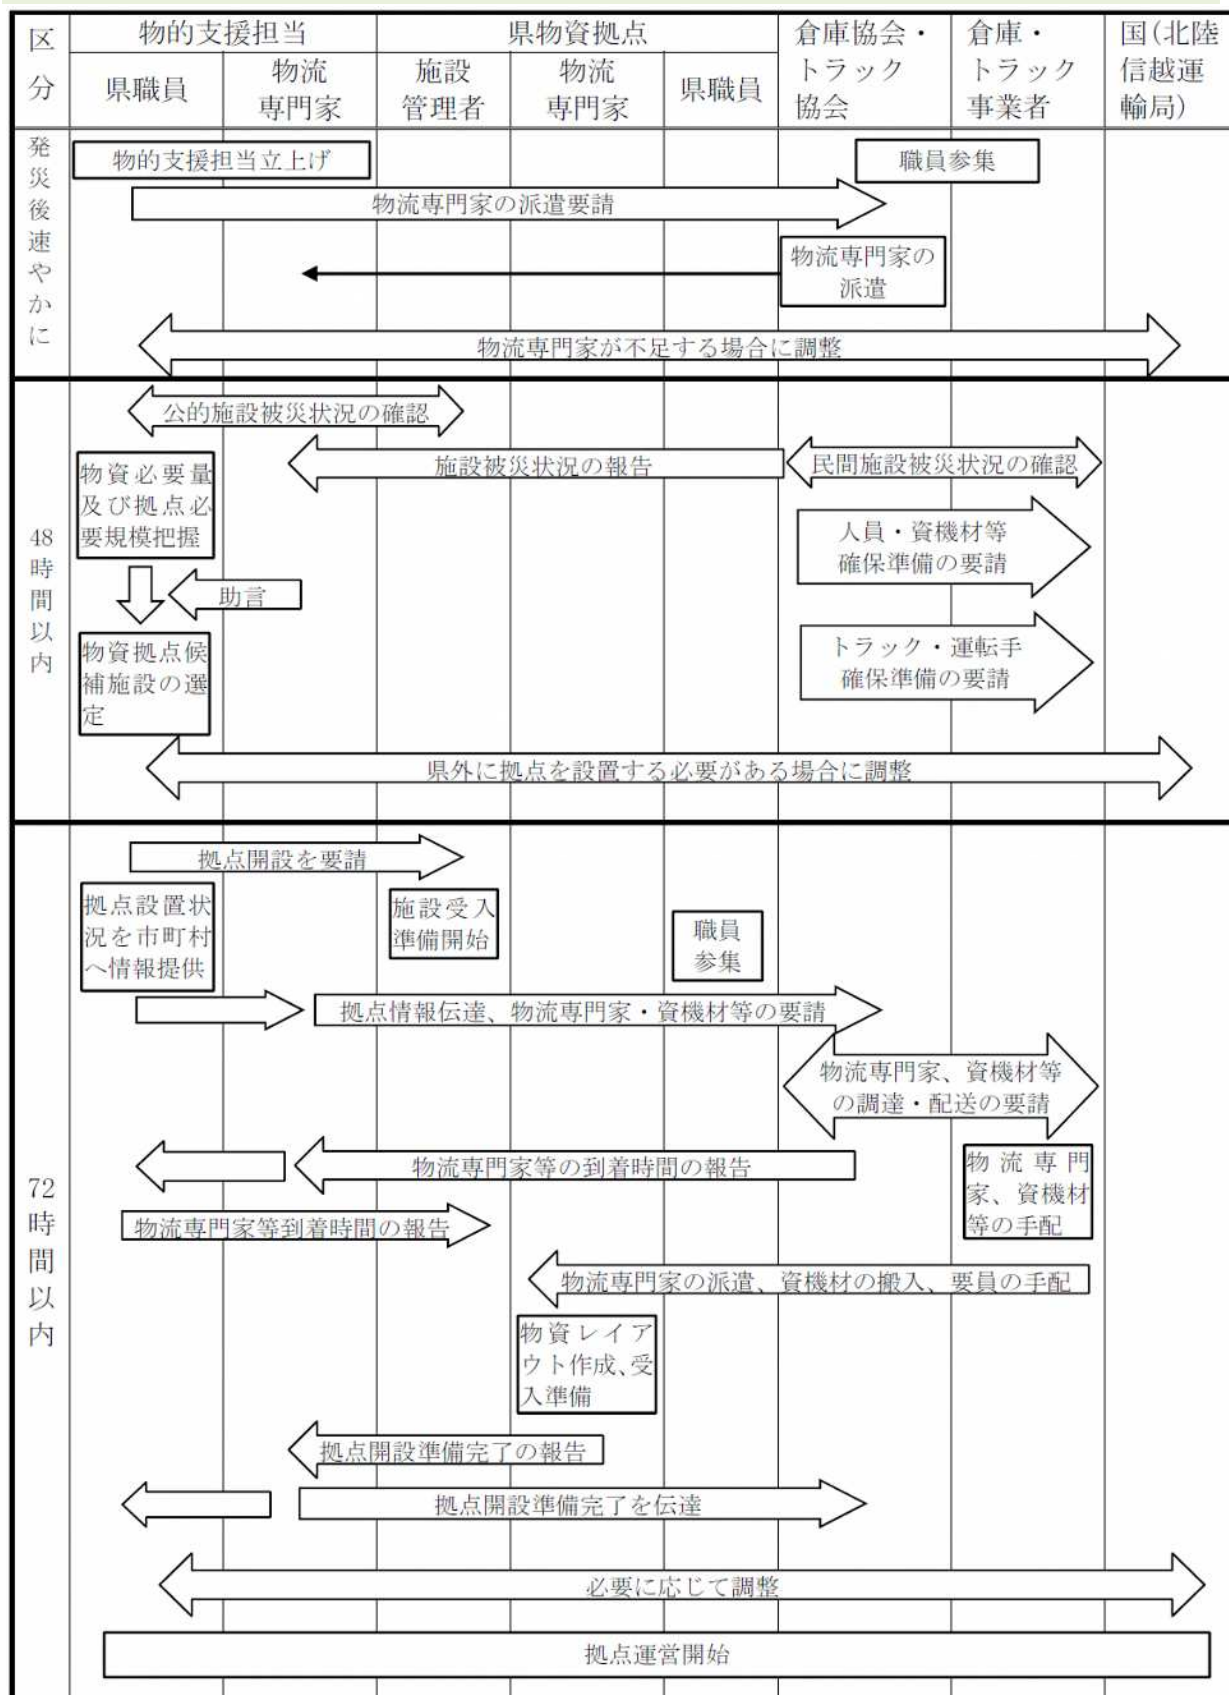 区
分
物的支援担当
県物資拠点
倉庫協会・
トラック
協会
倉庫・
トラック
事業者
国(北陸
信越運
輸局)
県職員
物流
専門家
施設
管理者
物流
専門家
県職員
発災後速やかに
物的支援担当立上げ
職員参集
物流専門家の派遣要請
物流専門家の
派遣
物流専門家が不足する場合に調整
48
時間以内
公的施設被災状況の確認
施設被災状況の報告
民間施設被災状況の確認
物資必要量
及び拠点必
要規模把握
人員・資機材等
確保準備の要請
助言
物資拠点候
補施設の選
定
トラック・運転手
確保準備の要請
県外に拠点を設置する必要がある場合に調整
72
時間以内
拠点開設を要請
拠点設置状
況を市町村
へ情報提供
施設受入
準備開始
職員
参集
拠点情報伝達、物流専門家・資機材等の要請
物流専門家、資機材等
の調達・配送の要請
物流専門家等の到着時間の報告
物流専門
家、資機材
等の手配
物流専門家等到着時間の報告
物流専門家の派遣、資機材の搬入、要員の手配
物資レイア
ウト作成、受
入準備
拠点開設準備完了の報告
拠点開設準備完了を伝達
必要に応じて調整
拠点運営開始